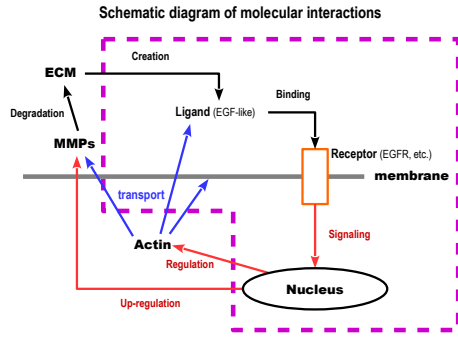 Schematic diagram of molecular interactions
ECM
Creation
Degradation
Ligand (EGF-like)
Binding
MMPs
Receptor (EGFR, etc.)
membrane
transport
Actin
Signaling
Regulation
Nucleus
Up-regulation